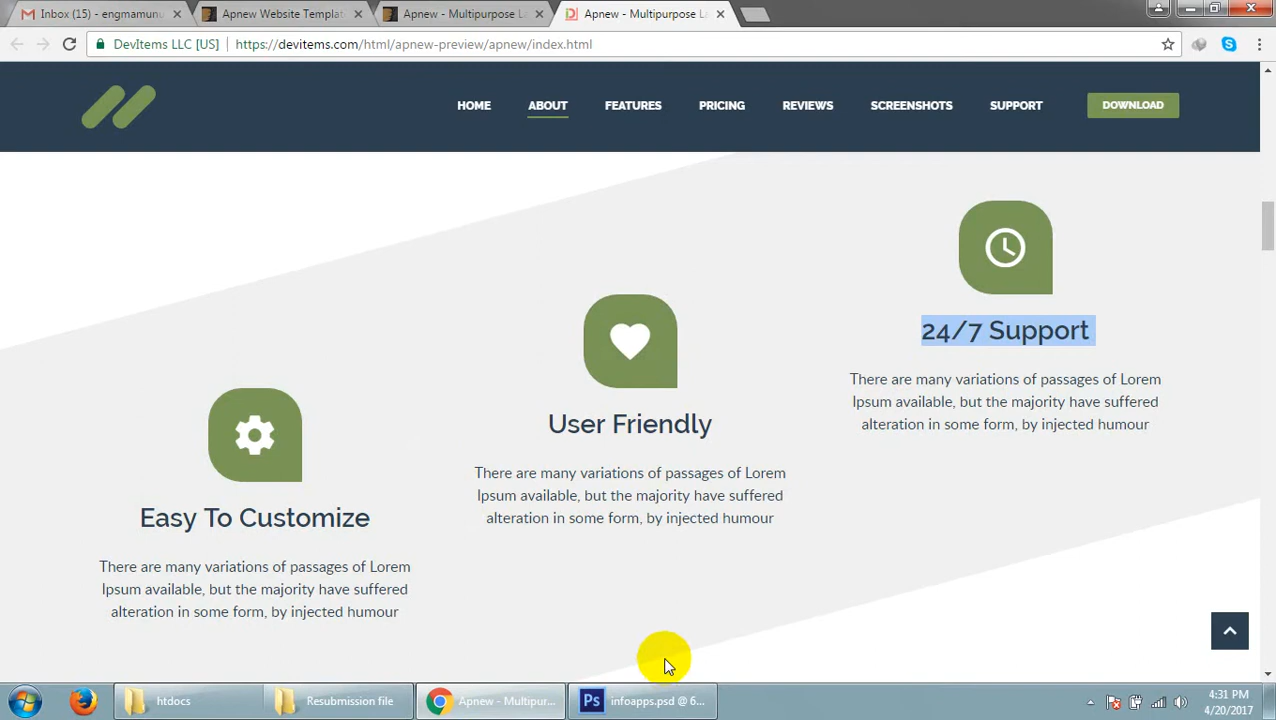 Inbox (15) - engmamun
Apnew Website Templat
Apnew - Multipurpose La
Apnew - Multipurpose La
DevItems LLC [US]
https://devitems.com/html/apnew-preview/apnew/index.html
HOME
ABOUT
FEATURES
PRICING
REVIEWS
SCREENSHOTS
SUPPORT
DOWNLOAD
24/7 Support
There are many variations of passages of Lorem
Ipsum available, but the majority have suffered
alteration in some form, by injected humour
User Friendly
There are many variations of passages of Lorem
Ipsum available, but the majority have suffered
alteration in some form, by injected humour
Easy To Customize
There are many variations of passages of Lorem
Ipsum available, but the majority have suffered
alteration in some form, by injected humour
htdocs
Resubmission file
Apnew - Multipur...
Ps
infoapps.psd @ 6...
4:31 PM
4/20/2017